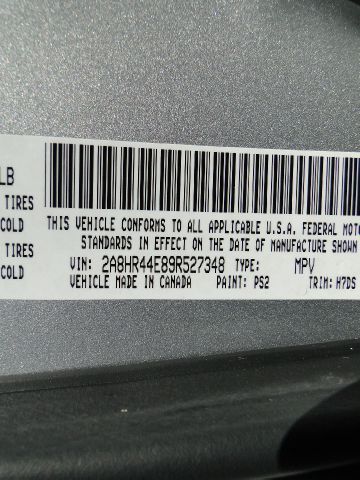 LB
TIRES
COLD
TIRES
COLD
THIS VEHICLE CONFORMS TO ALL APPLICABLE U.S.A. FEDERAL MOTO
STANDARDS IN EFFECT ON THE DATE OF MANUFACTURE SHOW
VIN: 2A8HR44E89R527348 TYPE: MPV
VEHICLE MADE IN CANADA PAINT: PS2 TRIM: H7DS